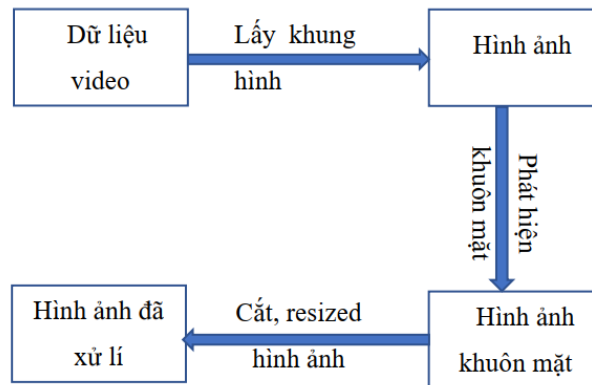 Dữ liệu
video
Lấy khung
hình
Hình ảnh
Phát hiện
khuôn mặt
Hình ảnh
khuôn mặt
Cắt, resized
hình ảnh
Hình ảnh đã
xử lí